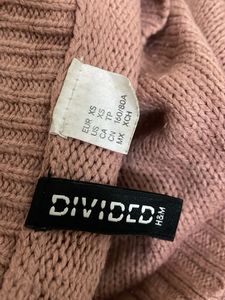 EUR XS
US XS
CA TP
CN 160/80A
MX XCH
DIVIDED
H&M